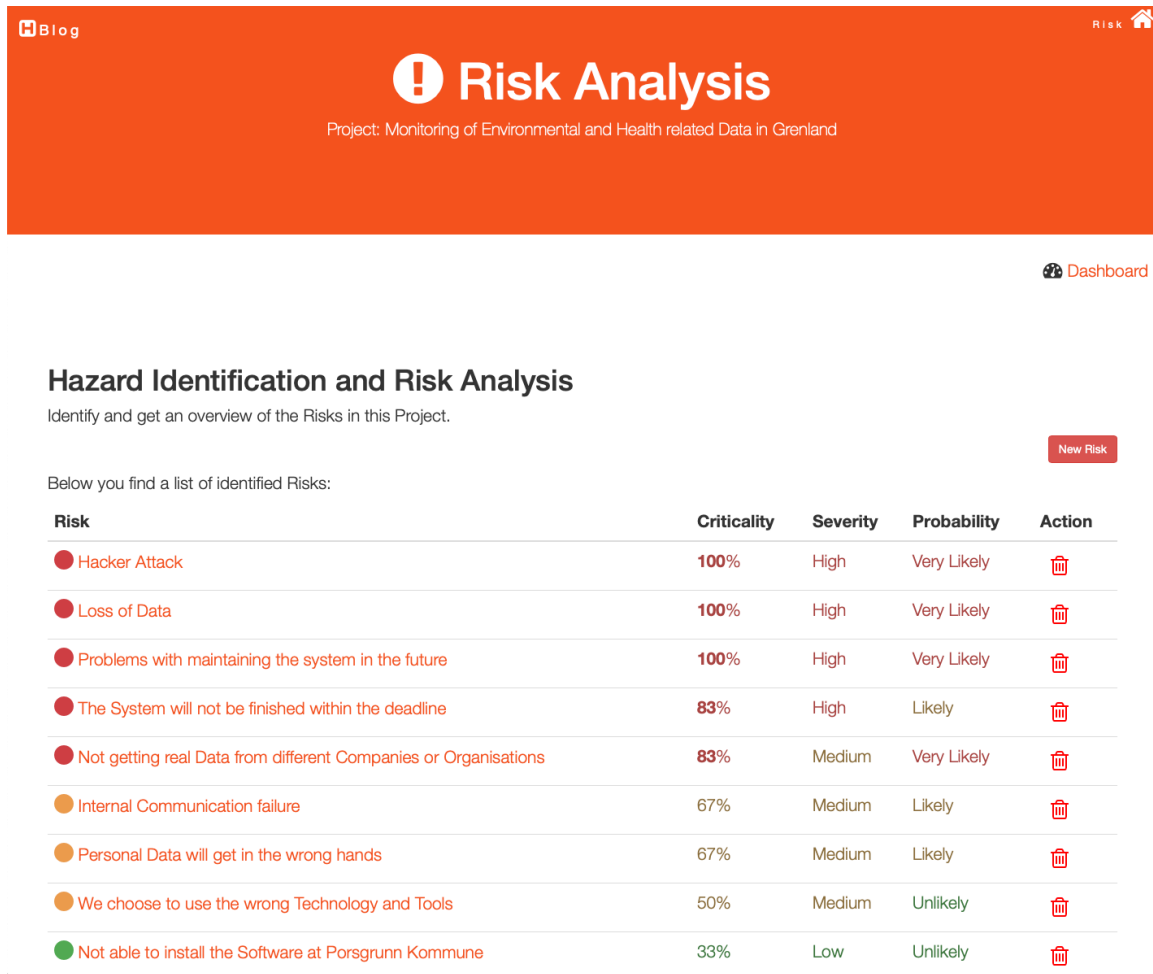 H Blog
Risk
Risk Analysis
Project: Monitoring of Environmental and Health related Data in Grenland
Dashboard
Hazard Identification and Risk Analysis
Identify and get an overview of the Risks in this Project.
New Risk
Below you find a list of identified Risks:
Risk Criticality Severity Probability Action
Hacker Attack 100% High Very Likely
Loss of Data 100% High Very Likely
Problems with maintaining the system in the future 100% High Very Likely
The System will not be finished within the deadline 83% High Likely
Not getting real Data from different Companies or Organisations 83% Medium Very Likely
Internal Communication failure 67% Medium Likely
Personal Data will get in the wrong hands 67% Medium Likely
We choose to use the wrong Technology and Tools 50% Medium Unlikely
Not able to install the Software at Porsgrunn Kommune 33% Low Unlikely